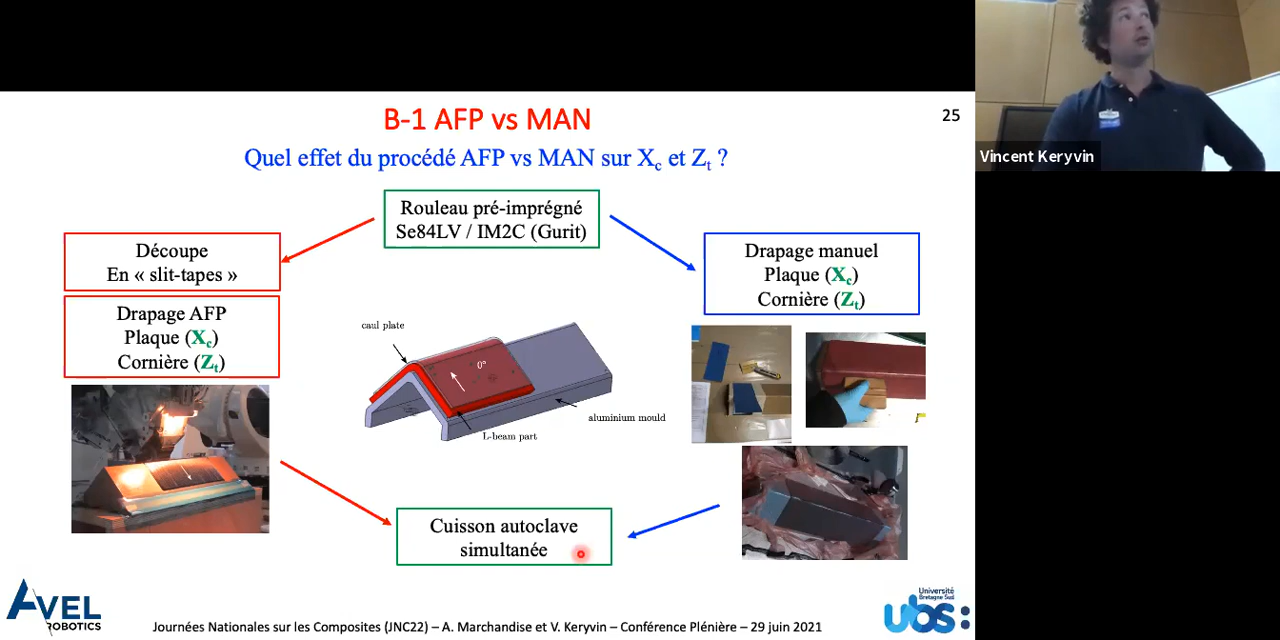 B-1 AFP vs MAN
25
Quel effet du procédé AFP vs MAN sur Xc et Zt ?
Rouleau pré-imprégné
Se84LV / IM2C (Gurit)
Découpe
En « slit-tapes »
Drapage AFP
Plaque (Xc)
Cornière (Zt)
Drapage manuel
Plaque (Xc)
Cornière (Zt)
caul plate
0°
aluminium mould
L-beam part
Cuisson autoclave
simultanée
AVEL
ROBOTICS
Journées Nationales sur les Composites (JNC22) – A. Marchandise et V. Keryvin – Conférence Plénière – 29 juin 2021
Université
Bretagne Sud
ubs:
Vincent Keryvin